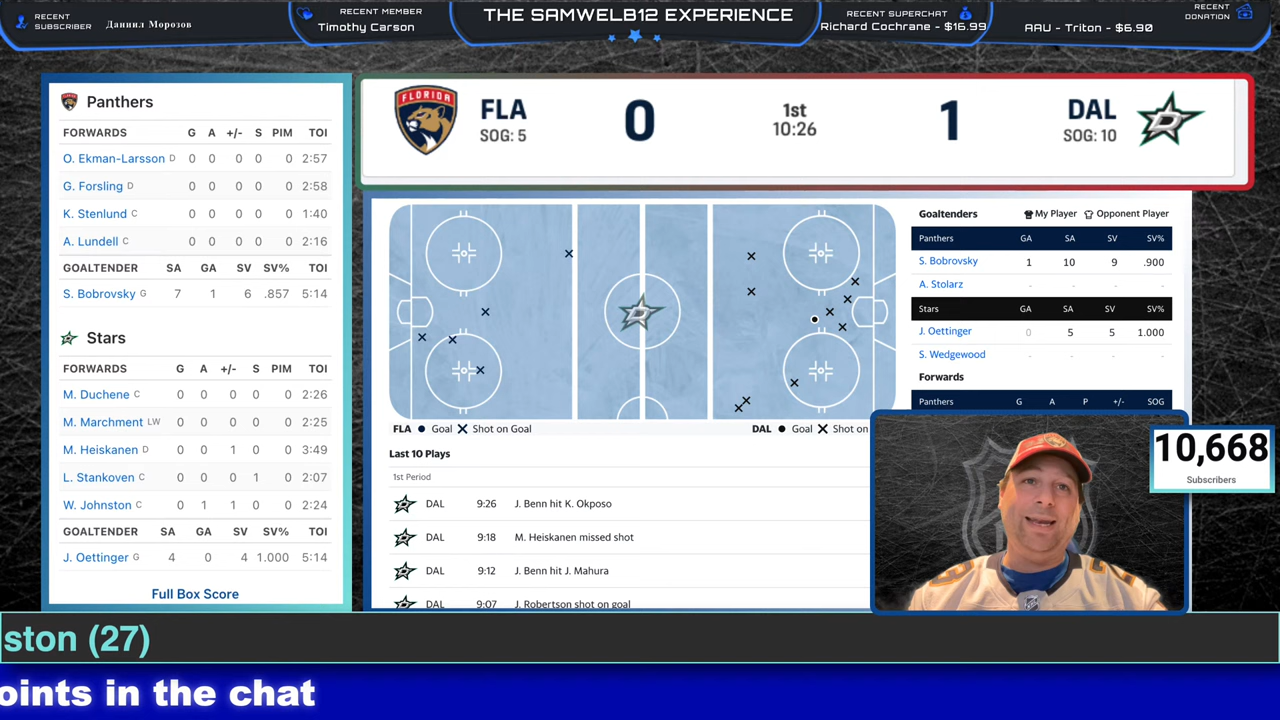 RECENT
SUBSCRIBER
Даниил Морозов
RECENT MEMBER
Timothy Carson
THE SAMWELB12 EXPERIENCE
RECENT SUPERCHAT
Richard Cochrane - $16.99
AAU - Triton - $6.90
RECENT
DONATION
Panthers
FORWARDS G A +/- S PIM TOI
O. Ekman-Larsson D 0 0 0 0 0 2:57
G. Forsling D 0 0 0 0 0 2:58
K. Stenlund C 0 0 0 0 0 1:40
A. Lundell C 0 0 0 0 0 2:16
GOALTENDER SA GA SV SV% TOI
S. Bobrovsky G 7 1 6 .857 5:14
Stars
FORWARDS G A +/- S PIM TOI
M. Duchene C 0 0 0 0 0 2:26
M. Marchment LW 0 0 0 0 0 2:25
M. Heiskanen D 0 0 1 0 0 3:49
L. Stankoven C 0 0 0 1 0 2:07
W. Johnston C 0 1 1 0 0 2:24
GOALTENDER SA GA SV SV% TOI
J. Oettinger G 4 0 4 1.000 5:14
Full Box Score
FLORIDA
FLA
SOG: 5
0
1st
10:26
1
DAL
SOG: 10
D
D
FLA Goal Shot on Goal
DAL Goal Shot on
Last 10 Plays
1st Period
DAL 9:26 J. Benn hit K. Okposo
DAL 9:18 M. Heiskanen missed shot
DAL 9:12 J. Benn hit J. Mahura
DAL 9:07 J. Robertson shot on goal
Goaltenders My Player Opponent Player
Panthers GA SA SV SV%
S. Bobrovsky 1 10 9 .900
A. Stolarz - - - -
Stars GA SA SV SV%
J. Oettinger 0 5 5 1.000
S. Wedgewood - - - -
Forwards
Panthers G A P +/- SOG
10,668
Subscribers
ston (27)
oints in the chat